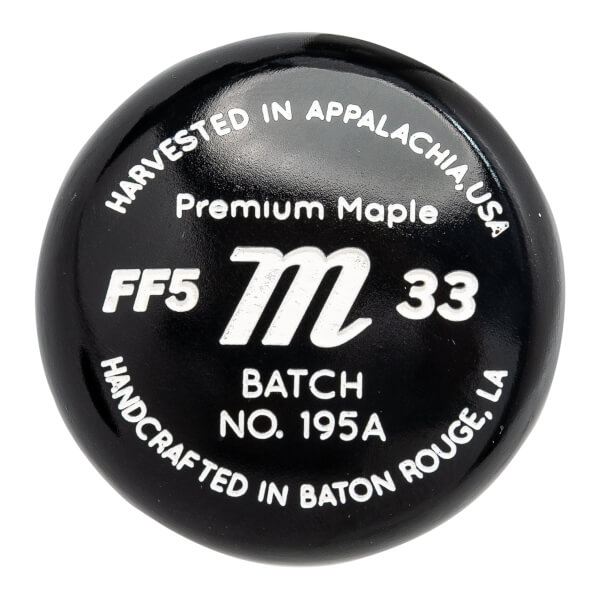 HARVESTED IN APPALACHIA, USA
Premium Maple
FF5 m 33
BATCH
NO. 195A
HANDCRAFTED IN BATON ROUGE, LA